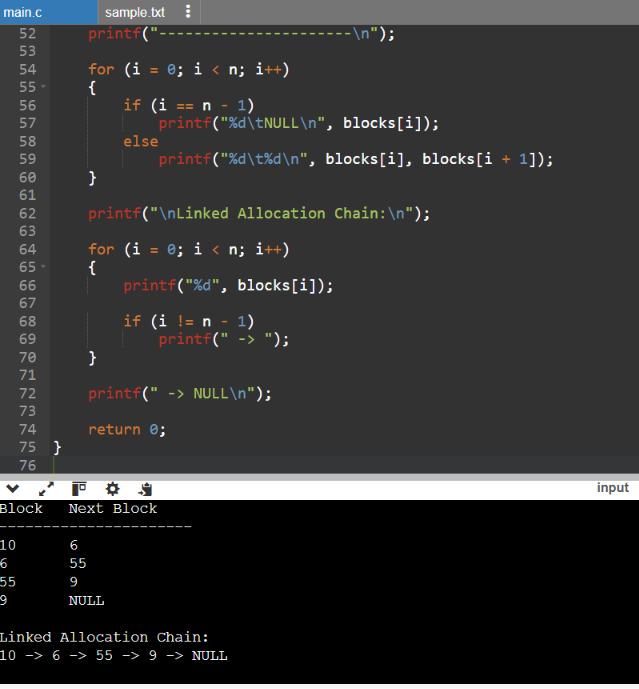 main.c sample.txt
52 printf("----------------------\n");
53
54 for (i = 0; i < n; i++)
55 {
56 if (i == n - 1)
57 printf("%d\tNULL\n", blocks[i]);
58 else
59 printf("%d\t%d\n", blocks[i], blocks[i + 1]);
60 }
61
62 printf("\nLinked Allocation Chain:\n");
63
64 for (i = 0; i < n; i++)
65 {
66 printf("%d", blocks[i]);
67
68 if (i != n - 1)
69 printf(" -> ");
70 }
71
72 printf(" -> NULL\n");
73
74 return 0;
75 }
76
input
Block Next Block
----------------------
10 6
6 55
55 9
9 NULL
Linked Allocation Chain:
10 -> 6 -> 55 -> 9 -> NULL